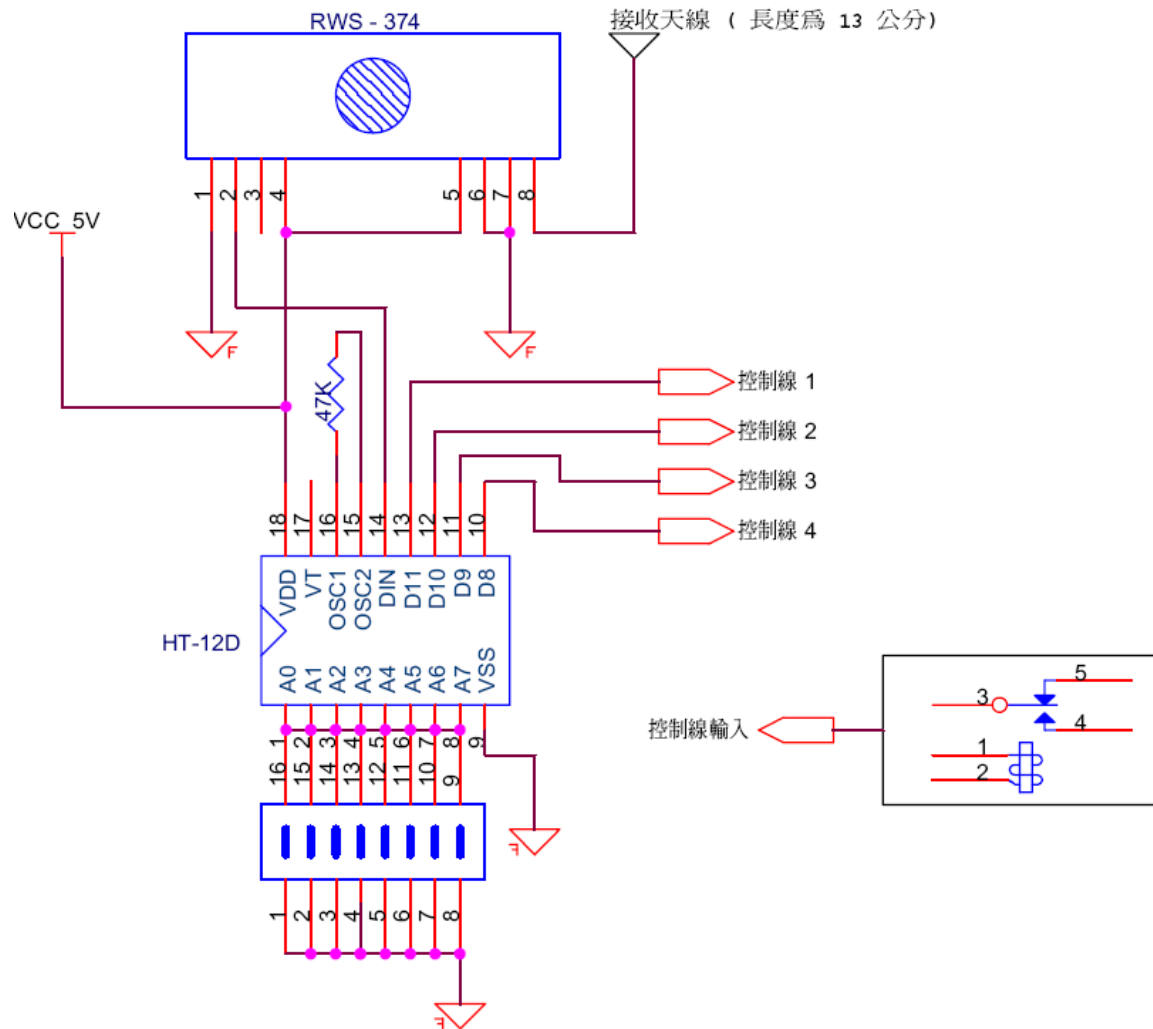 RWS - 374
接收天線 ( 長度爲 13 公分)
1 2 3 4 5 6 7 8
VCC 5V
F F
47K
控制線 1
控制線 2
控制線 3
控制線 4
18 17 16 15 14 13 12 11 10
VDD VT OSC1 OSC2 DIN D11 D10 D9 D8
HT-12D
A0 A1 A2 A3 A4 A5 A6 A7 VSS
1 2 3 4 5 6 7 8 9
16 15 14 13 12 11 10 9
F
1 2 3 4 5 6 7 8
F
控制線輸入
3 5
4
1
2